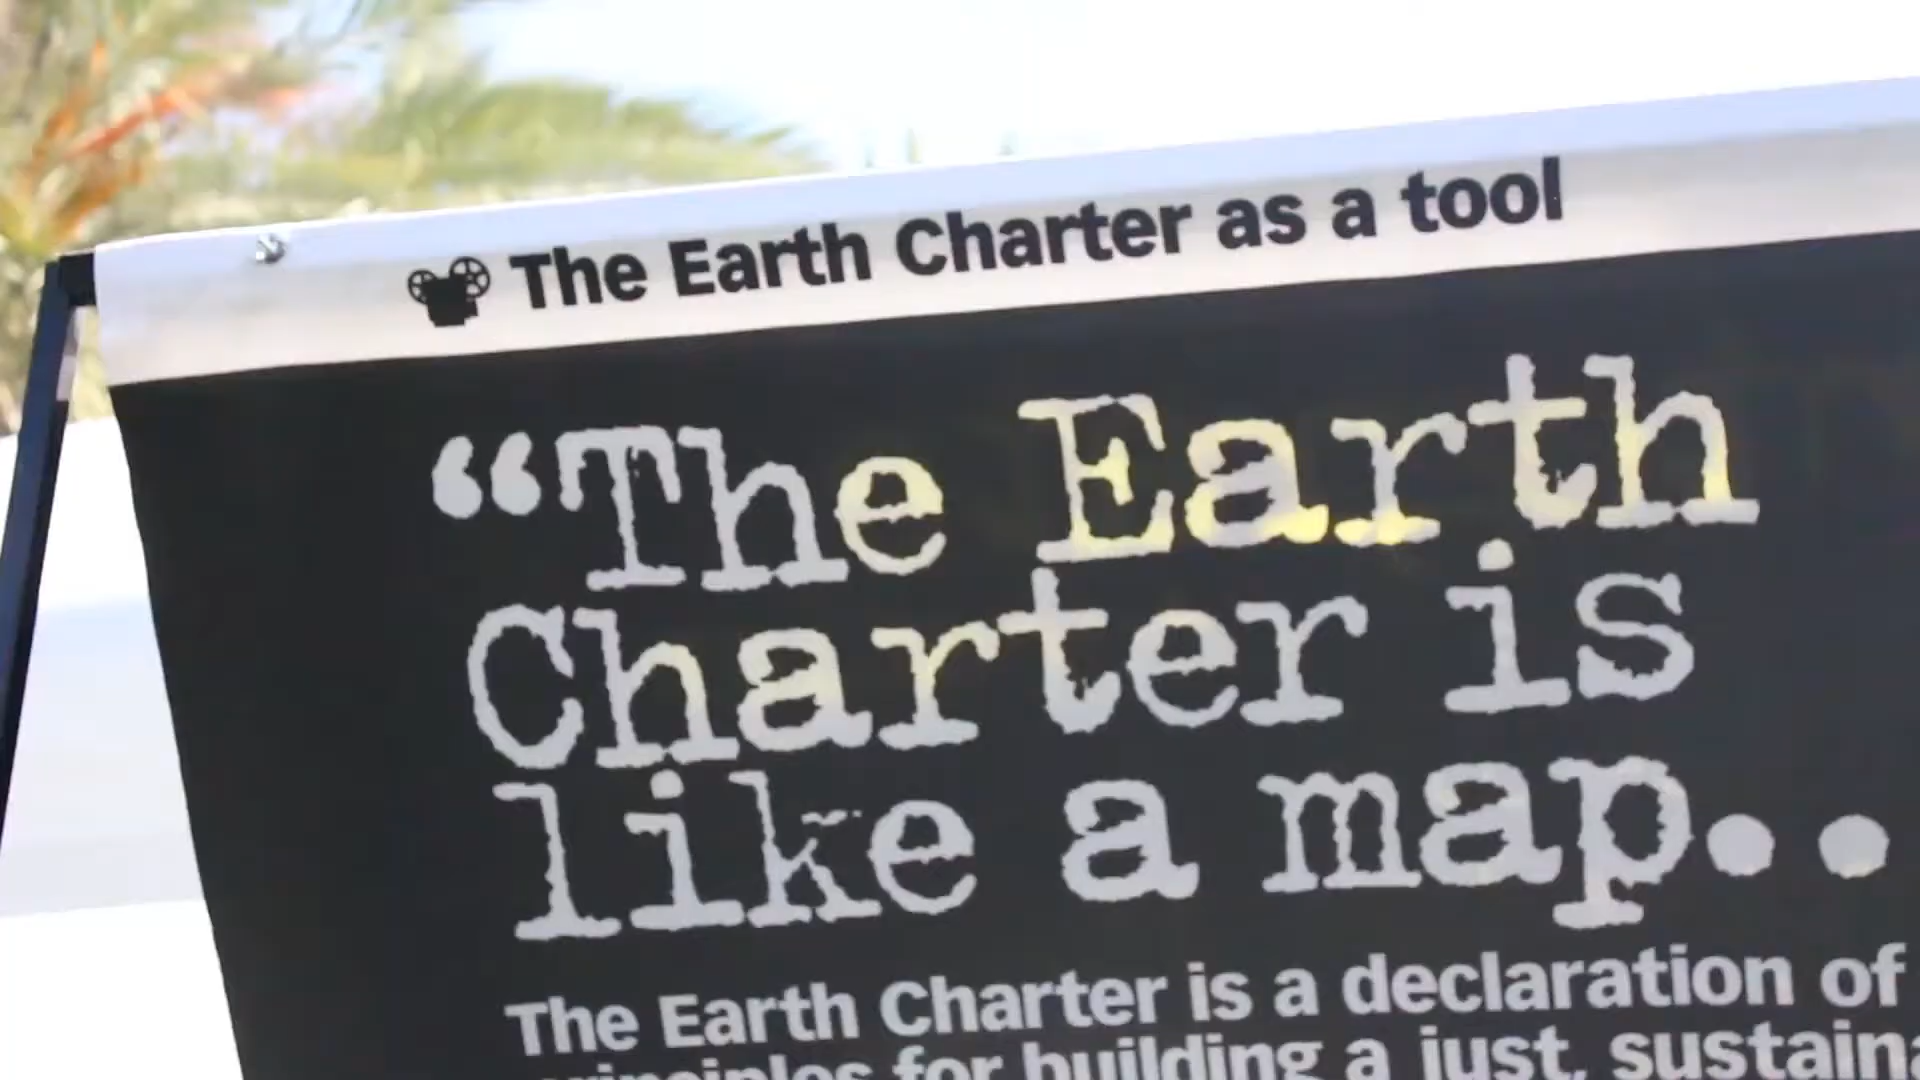 The Earth Charter as a tool
“The Earth
Charter is
like a map..
The Earth Charter is a declaration of
principles for building a just, sustaina